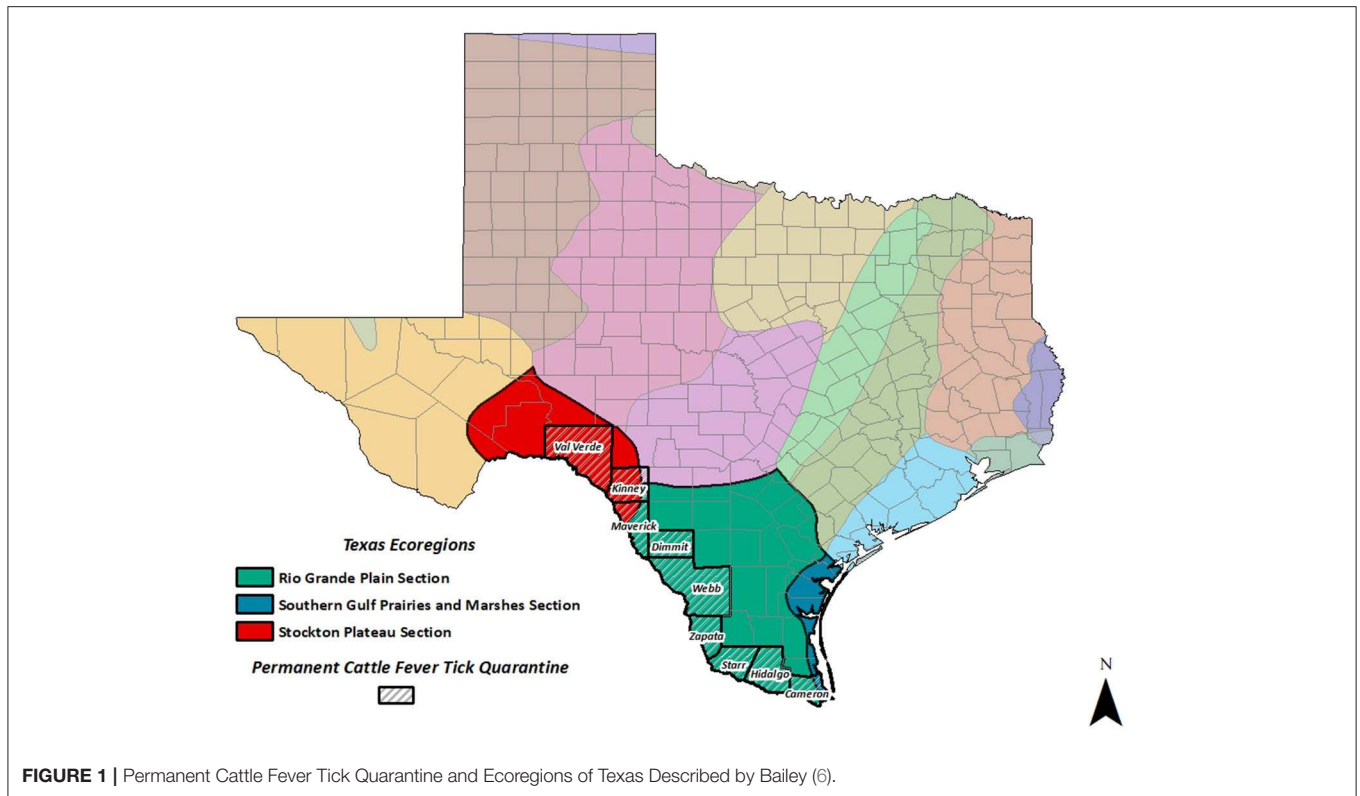 Val Verde
Kinney
Maverick
Dimmit
Webb
Zapata
Starr
Hidalgo
Cameron
Texas Ecoregions
Rio Grande Plain Section
Southern Gulf Prairies and Marshes Section
Stockton Plateau Section
Permanent Cattle Fever Tick Quarantine
N
FIGURE 1 | Permanent Cattle Fever Tick Quarantine and Ecoregions of Texas Described by Bailey (6).